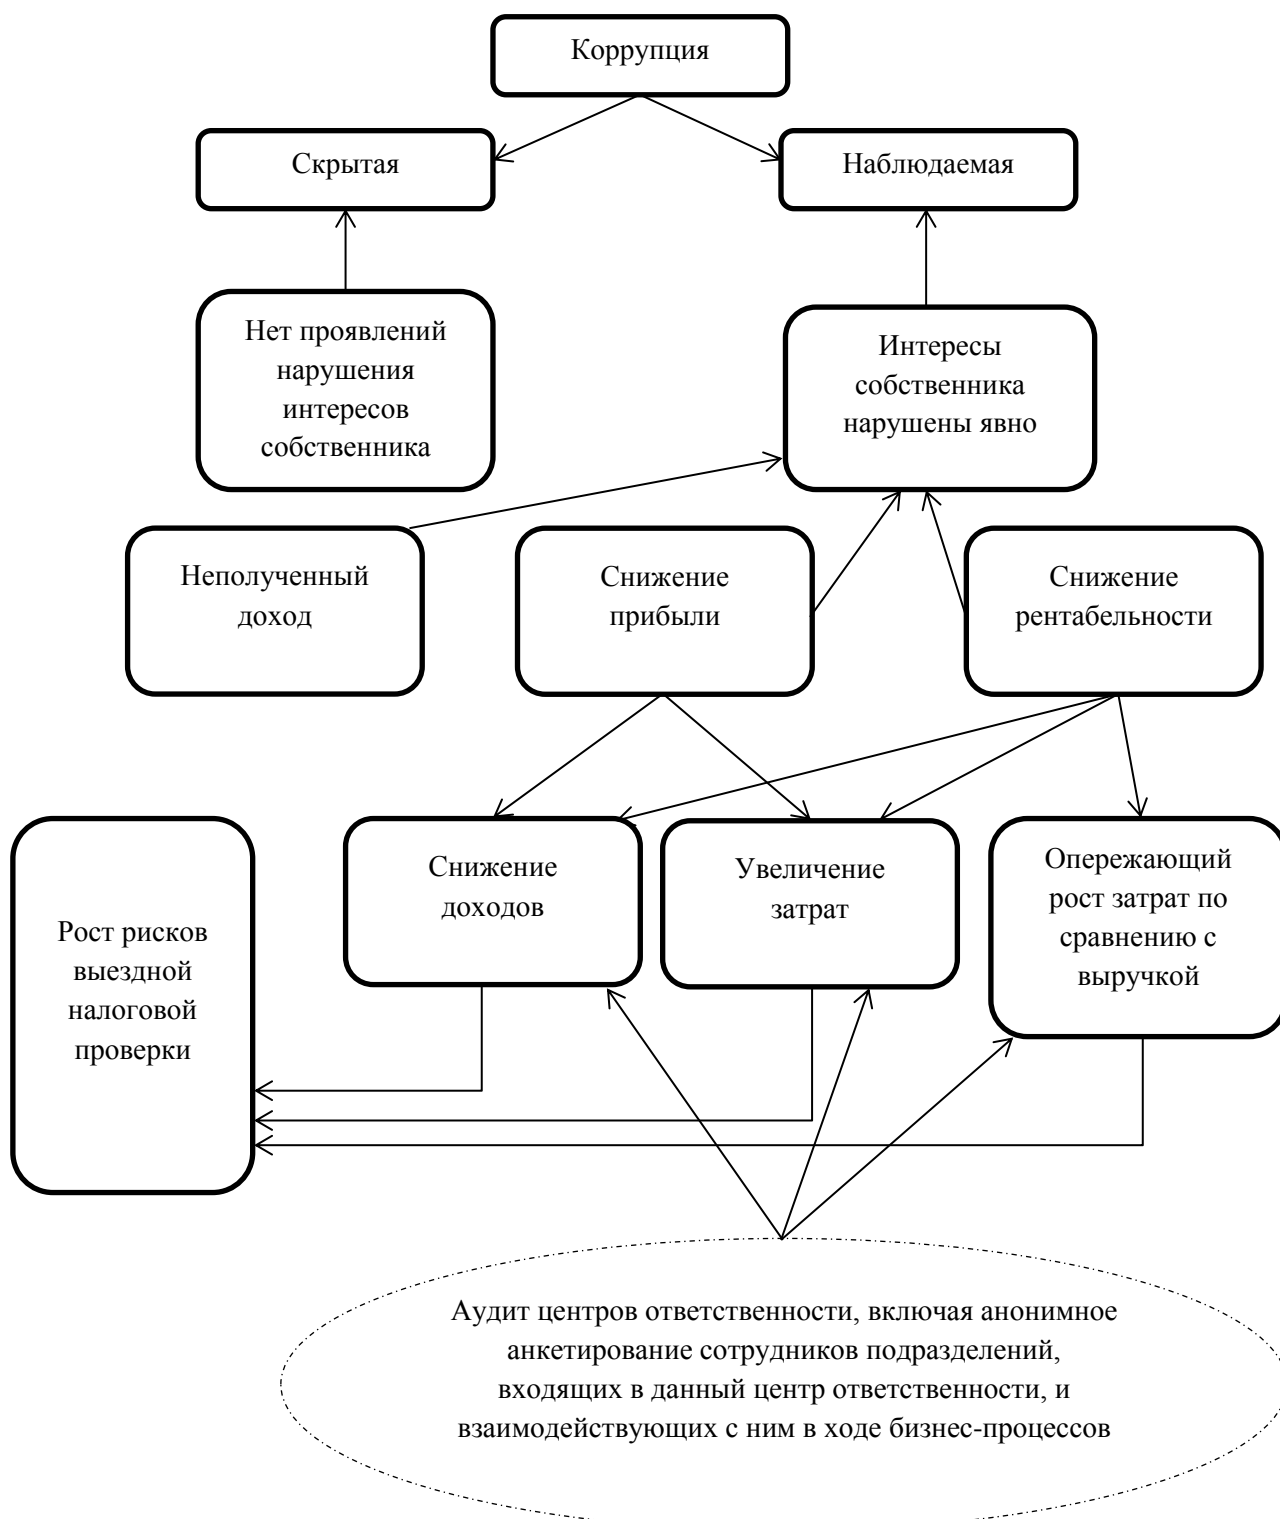 Коррупция
Скрытая
Наблюдаемая
Нет проявлений
нарушения
интересов
собственника
Интересы
собственника
нарушены явно
Неполученный
доход
Снижение
прибыли
Снижение
рентабельности
Рост рисков
выездной
налоговой
проверки
Снижение
доходов
Увеличение
затрат
Опережающий
рост затрат по
сравнению с
выручкой
Аудит центров ответственности, включая анонимное
анкетирование сотрудников подразделений,
входящих в данный центр ответственности, и
взаимодействующих с ним в ходе бизнес-процессов